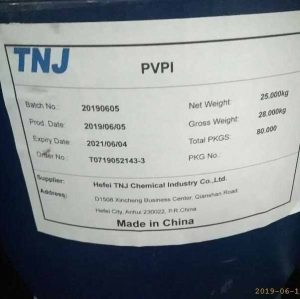 TNJ
PVPI
Batch No.: 20190605
Net Weight: 25.000kg
Prod. Date: 2019/06/05
Gross Weight: 28.000kg
Expiry Date 2021/06/04
Total PKGS: 80.000
Order No.: T0719052143-3
PKG No.:
Supplier: Hefei TNJ Chemical Industry Co.,Ltd.
Address: D1508 Xincheng Business Center, Qianshan Road,
Hefei City, Anhui 230022, P.R China
Made in China
2019-06-1